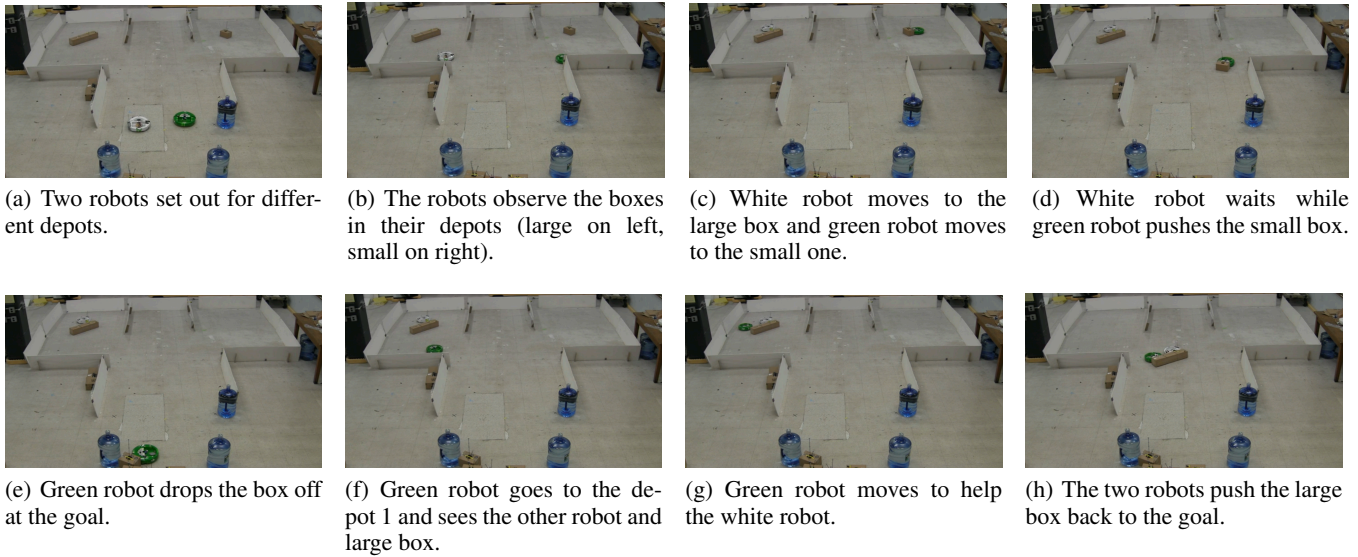 (a) Two robots set out for differ-
ent depots.
(b) The robots observe the boxes
in their depots (large on left,
small on right).
(c) White robot moves to the
large box and green robot moves
to the small one.
(d) White robot waits while
green robot pushes the small box.
(e) Green robot drops the box off
at the goal.
(f) Green robot goes to the de-
pot 1 and sees the other robot and
large box.
(g) Green robot moves to help
the white robot.
(h) The two robots push the large
box back to the goal.